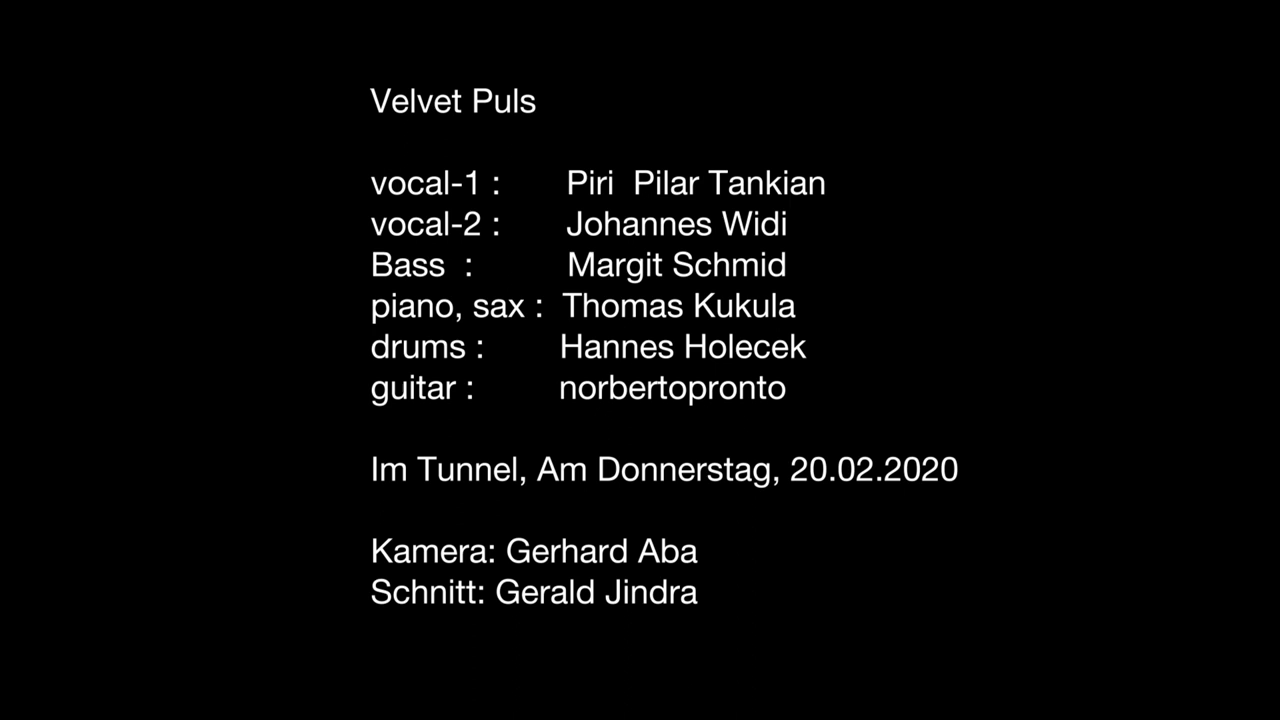 Velvet Puls
vocal-1 : Piri Pilar Tankian
vocal-2 : Johannes Widi
Bass : Margit Schmid
piano, sax : Thomas Kukula
drums : Hannes Holecek
guitar : norbertopronto
Im Tunnel, Am Donnerstag, 20.02.2020
Kamera: Gerhard Aba
Schnitt: Gerald Jindra